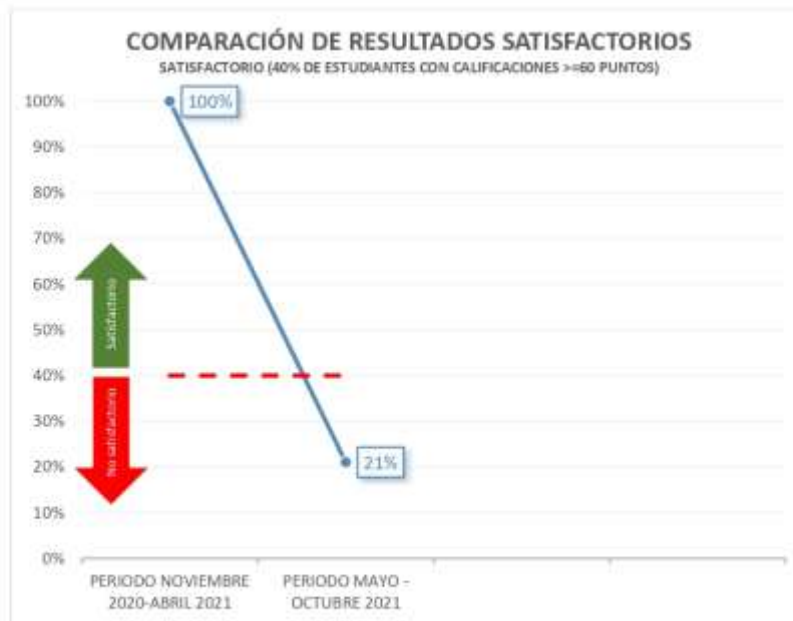 COMPARACIÓN DE RESULTADOS SATISFACTORIOS
SATISFACTORIO (40% DE ESTUDIANTES CON CALIFICACIONES >=60 PUNTOS)
100%
100%
90%
80%
70%
60%
50%
40%
30%
20%
10%
0%
Satisfactorio
No satisfactorio
21%
PERIODO NOVIEMBRE
2020-ABRIL 2021
PERIODO MAYO -
OCTUBRE 2021